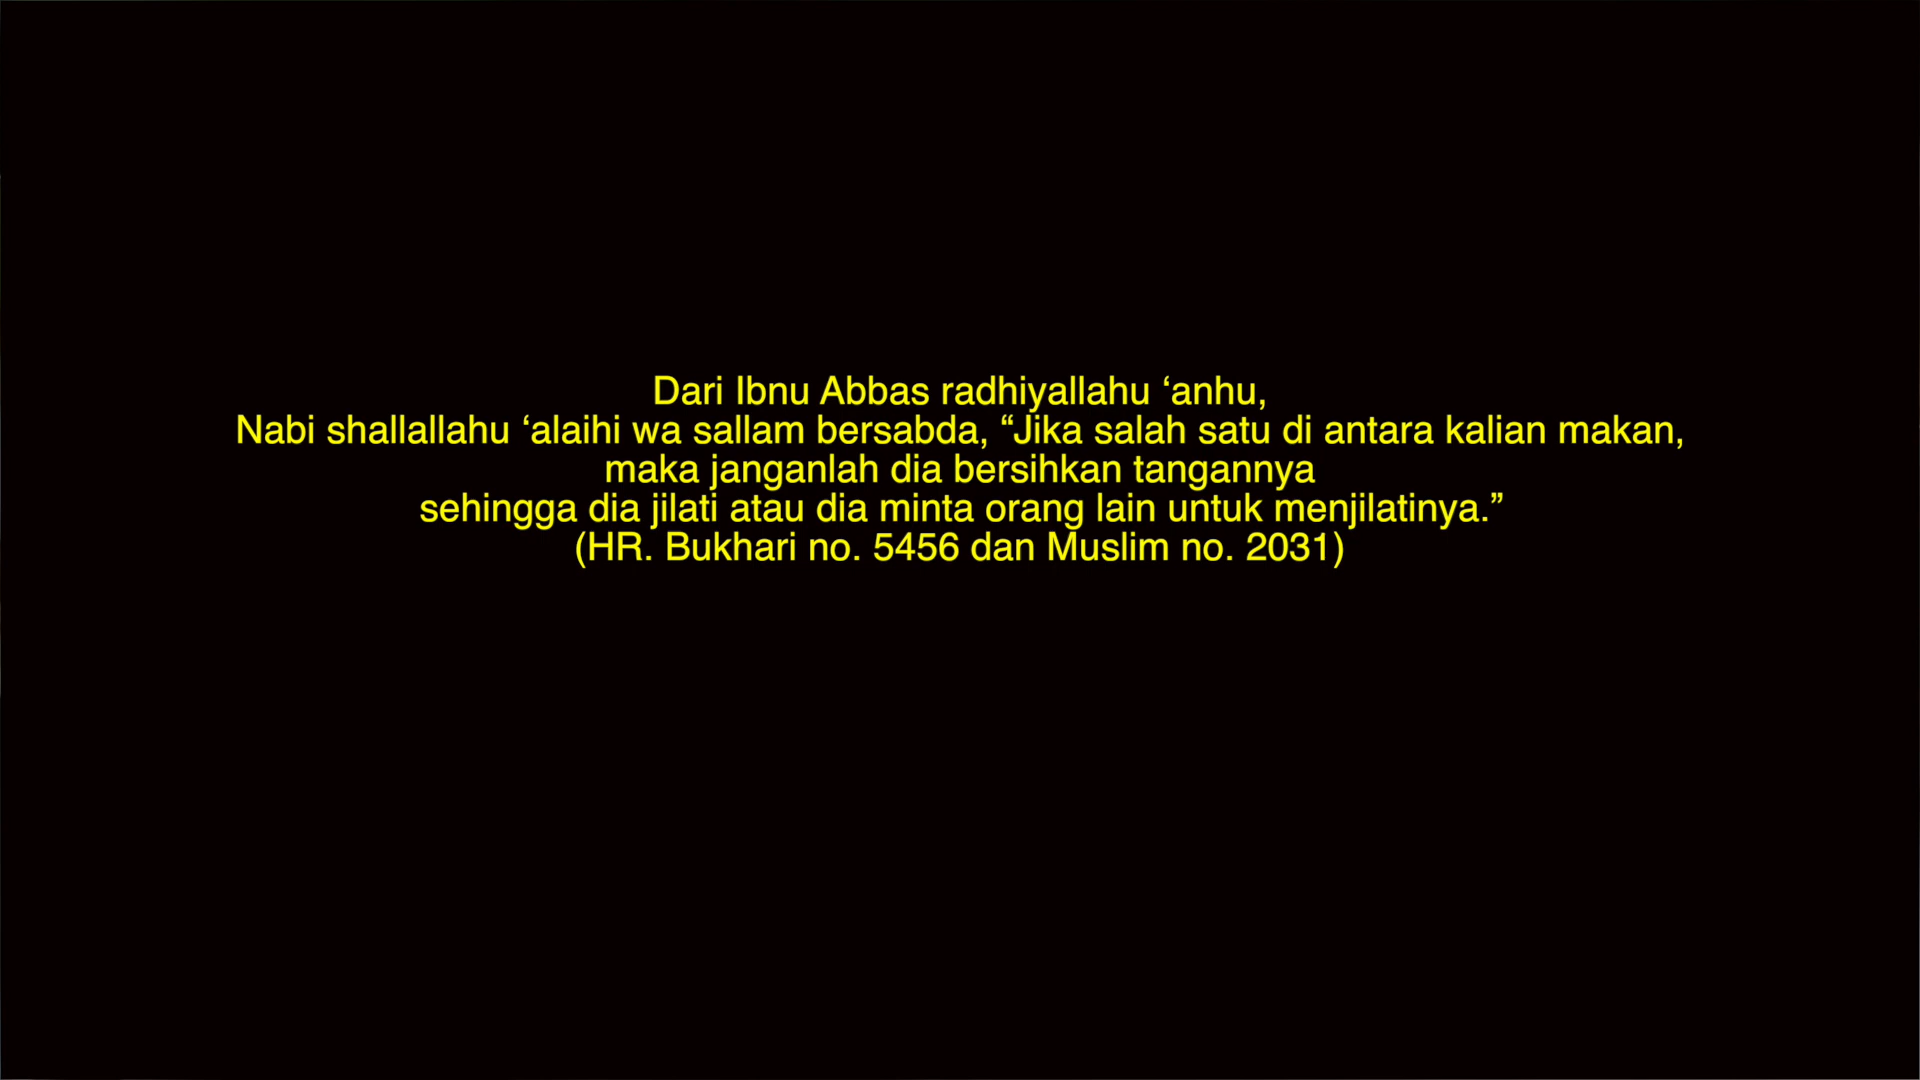 Dari Ibnu Abbas radhiyallahu ‘anhu,
Nabi shallallahu ‘alaihi wa sallam bersabda, “Jika salah satu di antara kalian makan,
maka janganlah dia bersihkan tangannya
sehingga dia jilati atau dia minta orang lain untuk menjilatinya.”
(HR. Bukhari no. 5456 dan Muslim no. 2031)